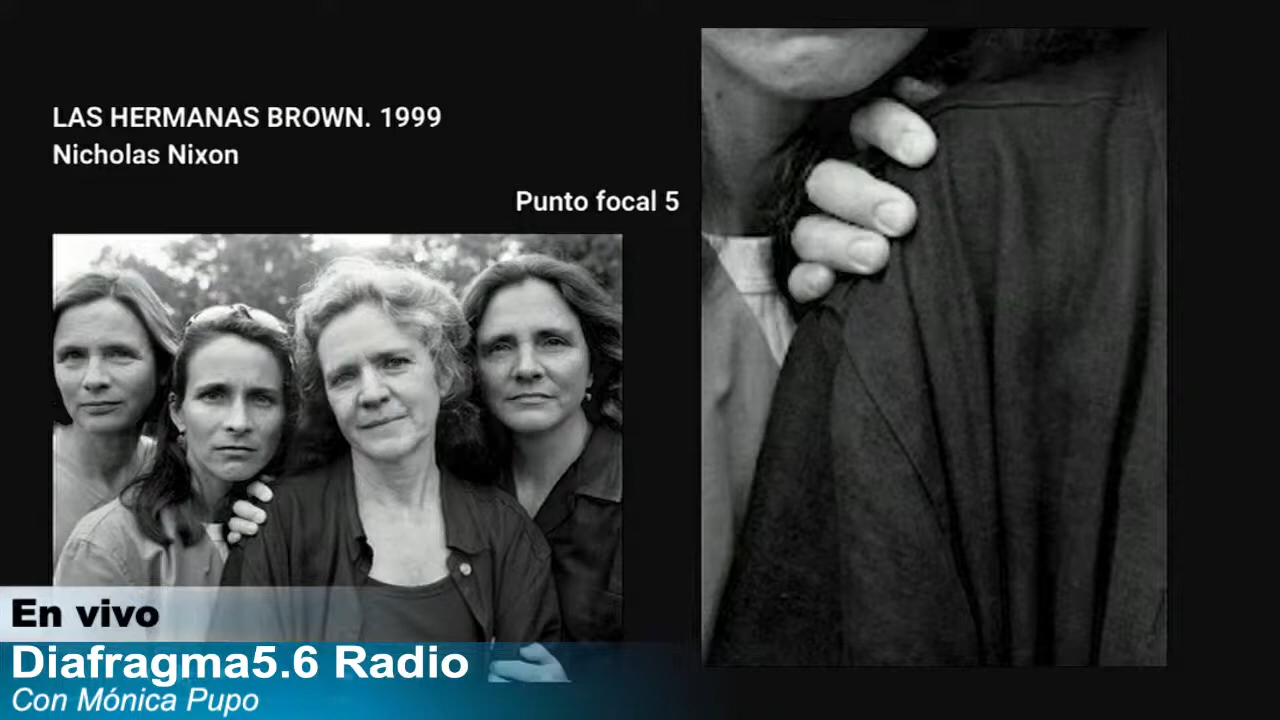 LAS HERMANAS BROWN. 1999
Nicholas Nixon
Punto focal 5
En vivo
Diafragma5.6 Radio
Con Mónica Pupo